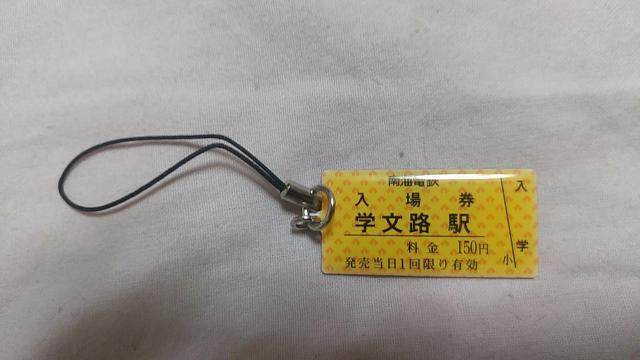 南海電鉄
入場券
学文路駅
料金 150円
発売当日1回限り有効
入
学
小